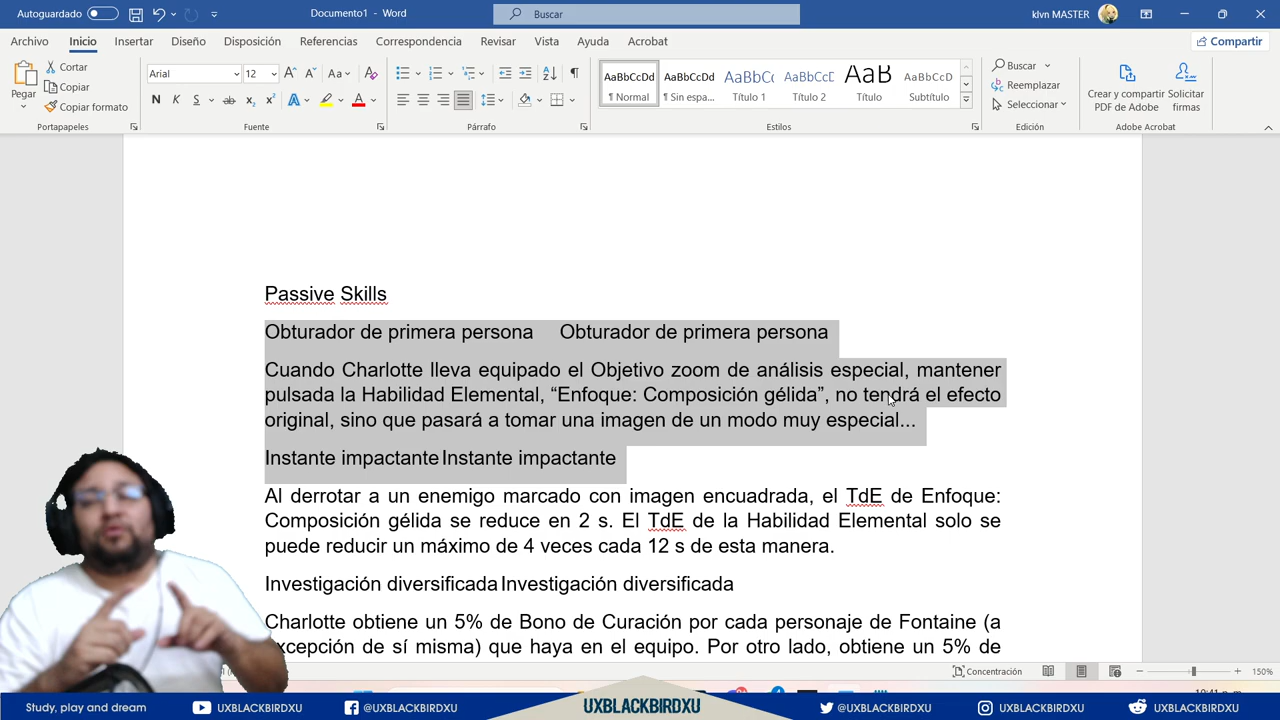 Autoguardado
Documento1 - Word
Buscar
klvn MASTER
Archivo Inicio Insertar Diseño Disposición Referencias Correspondencia Revisar Vista Ayuda Acrobat
Compartir
Pegar
Cortar
Copiar
Copiar formato
Portapapeles
Arial 12
N K S
Fuente
Párrafo
AaBbCcDd AaBbCcDd AaBbCc AaBbCcD AaB AaBbCcD
¶ Normal ¶ Sin espa... Título 1 Título 2 Título Subtítulo
Estilos
Buscar
Reemplazar
Seleccionar
Edición
Crear y compartir PDF de Adobe
Solicitar firmas
Adobe Acrobat
Passive Skills
Obturador de primera persona Obturador de primera persona
Cuando Charlotte lleva equipado el Objetivo zoom de análisis especial, mantener
pulsada la Habilidad Elemental, “Enfoque: Composición gélida”, no tendrá el efecto
original, sino que pasará a tomar una imagen de un modo muy especial...
Instante impactante Instante impactante
Al derrotar a un enemigo marcado con imagen encuadrada, el TdE de Enfoque:
Composición gélida se reduce en 2 s. El TdE de la Habilidad Elemental solo se
puede reducir un máximo de 4 veces cada 12 s de esta manera.
Investigación diversificada Investigación diversificada
Charlotte obtiene un 5% de Bono de Curación por cada personaje de Fontaine (a
excepción de sí misma) que haya en el equipo. Por otro lado, obtiene un 5% de
Concentración
150%
Study, play and dream
UXBLACKBIRDXU
@UXBLACKBIRDXU
UXBLACKBIRDXU
@UXBLACKBIRDXU
UXBLACKBIRDXU
UXBLACKBIRDXU